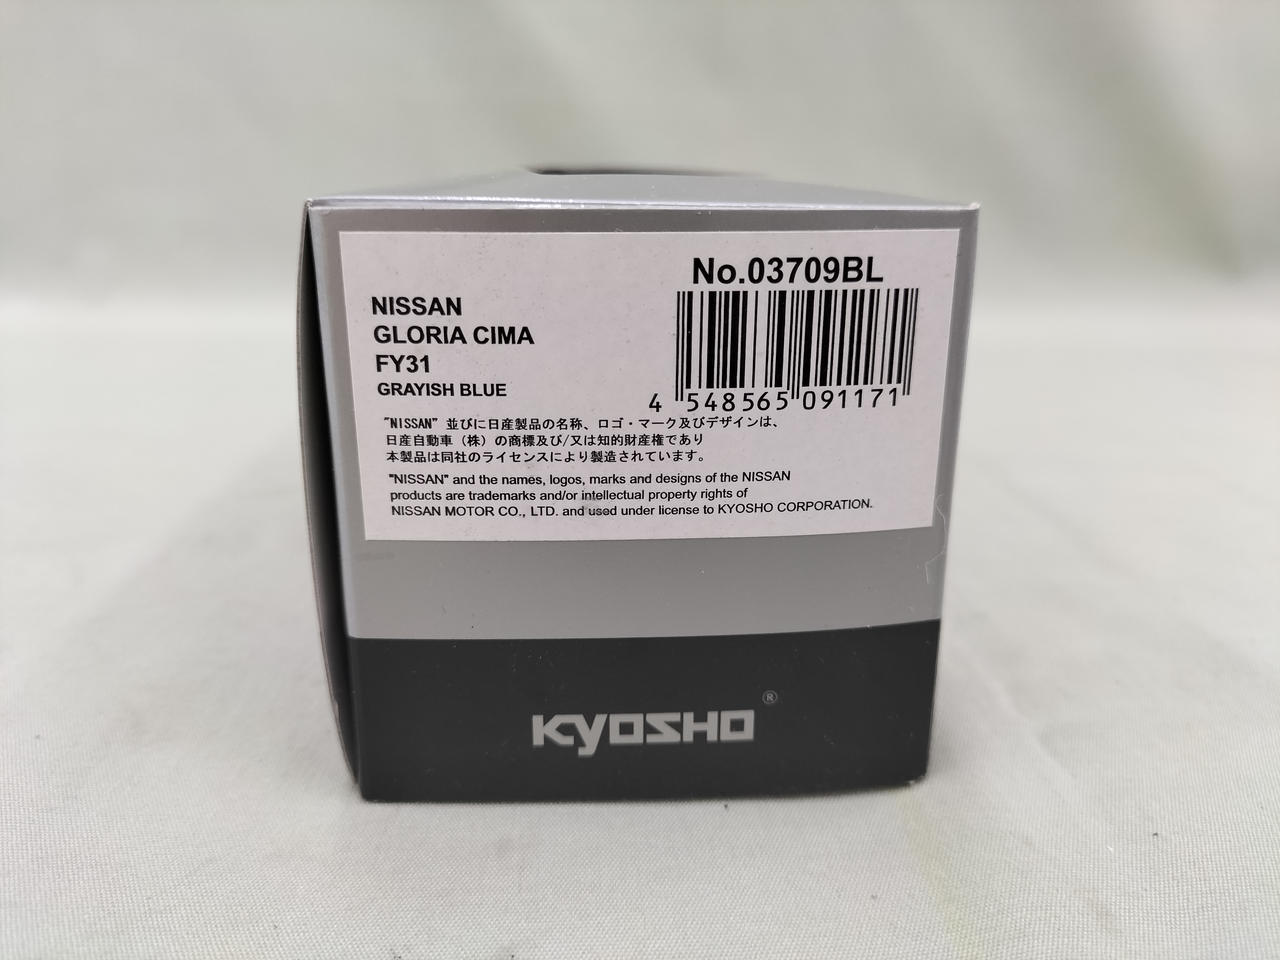 No.03709BL
NISSAN
GLORIA CIMA
FY31
GRAYISH BLUE
4 548565 091171
"NISSAN" 並びに日産製品の名称、ロゴ・マーク及びデザインは、
日産自動車（株）の商標及び/又は知的財産権であり
本製品は同社のライセンスにより製造されています。
"NISSAN" and the names, logos, marks and designs of the NISSAN
products are trademarks and/or intellectual property rights of
NISSAN MOTOR CO., LTD. and used under license to KYOSHO CORPORATION.
KYOSHO®